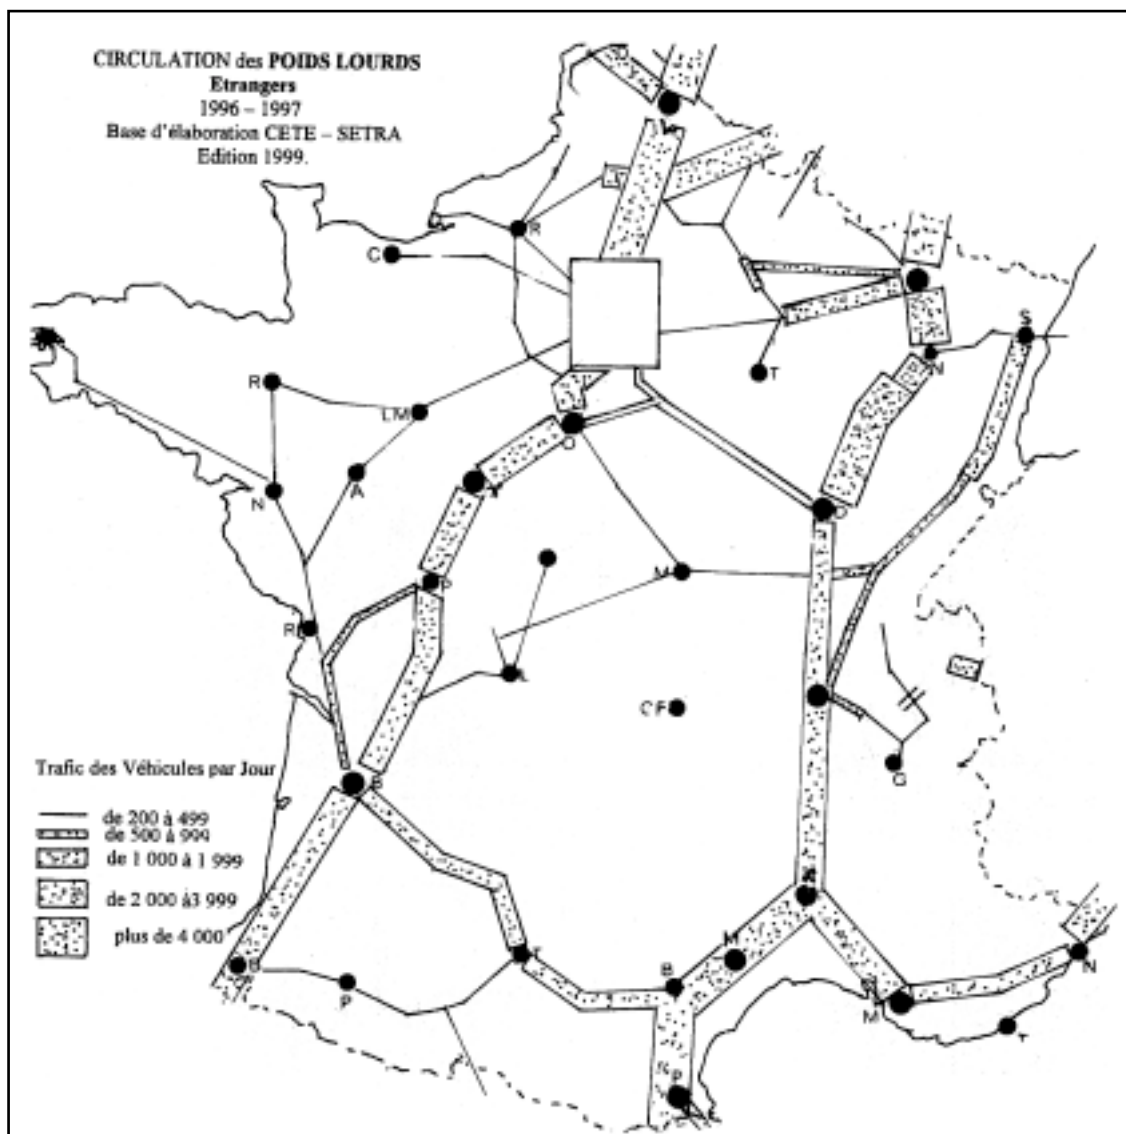 CIRCULATION des POIDS LOURDS
Etrangers
1996 – 1997
Base d'élaboration CETE – SETRA
Edition 1999.
R
C
S
N
T
R
LM
O
A
N
D
M
P
R
L
CF
G
B
Trafic des Véhicules par Jour
de 200 à 499
de 500 à 999
de 1 000 à 1 999
de 2 000 à3 999
plus de 4 000
M
B
T
B
N
P
M
T
P